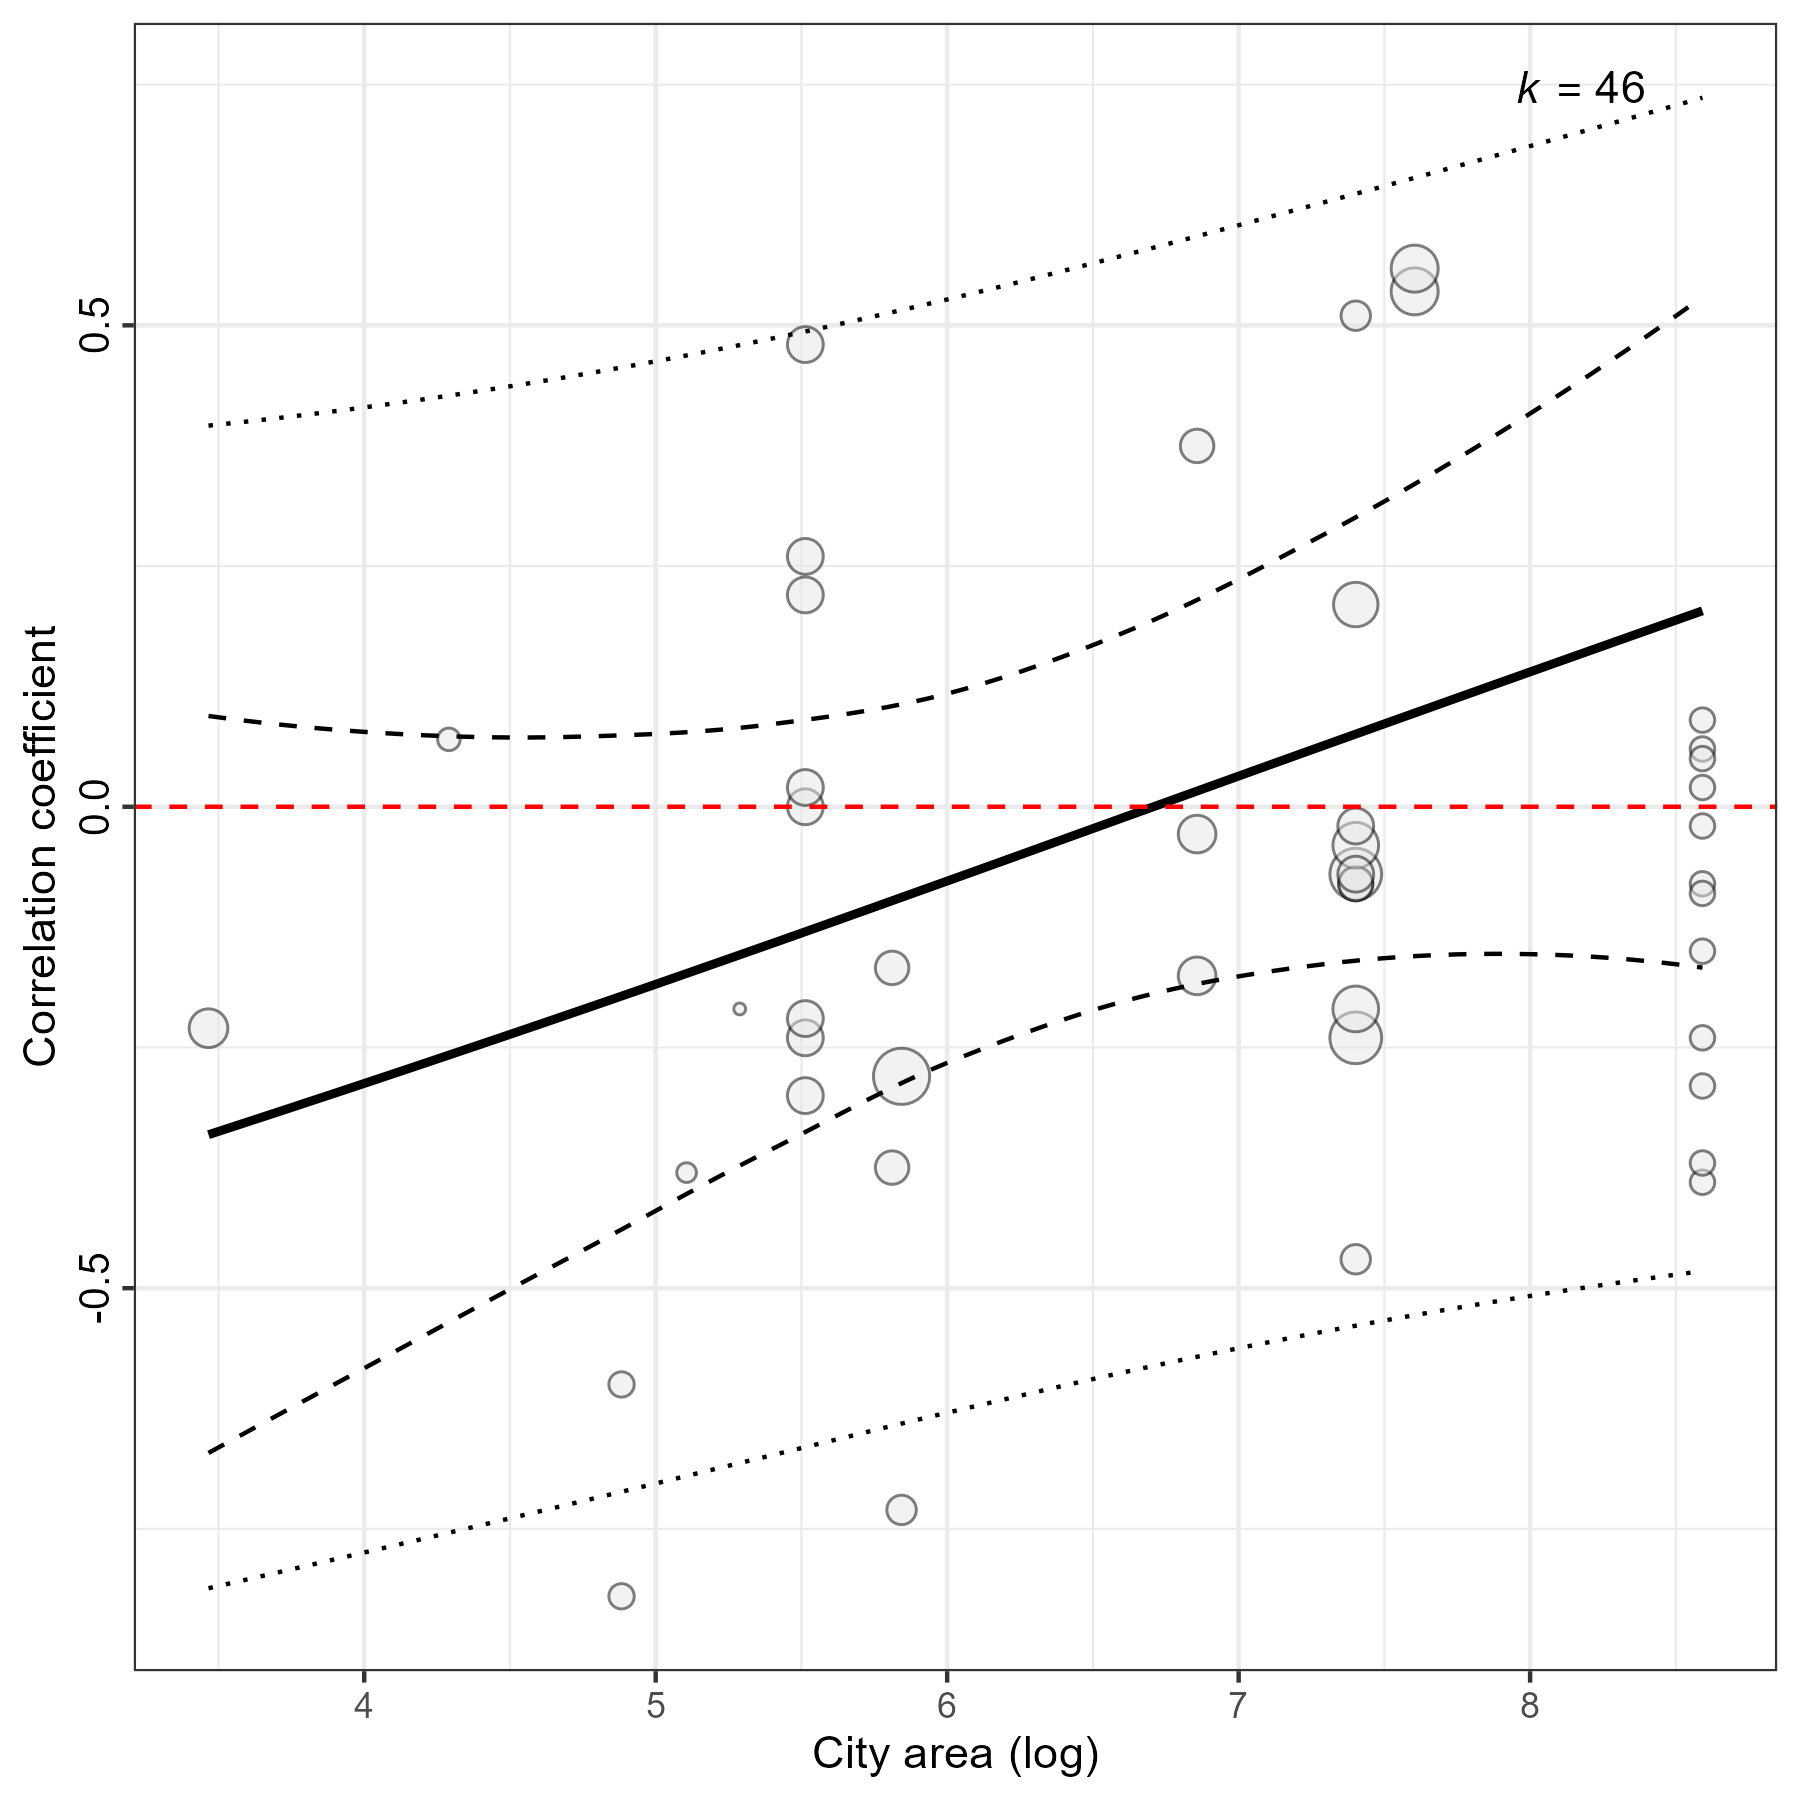 k = 46
Correlation coefficient
0.5
0.0
-0.5
4 5 6 7 8
City area (log)